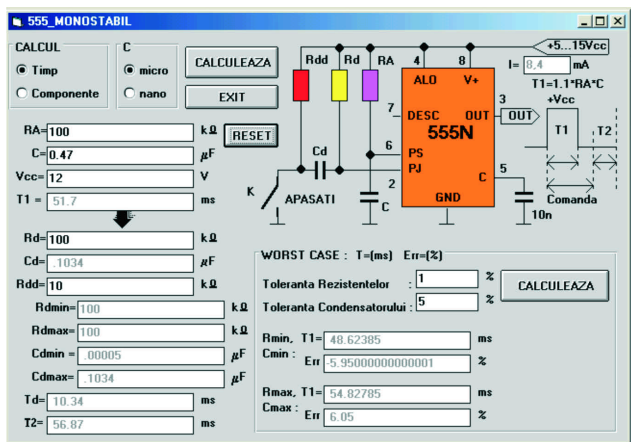 555_MONOSTABIL
CALCUL
Timp
Componente
C
micro
nano
CALCULEAZA
EXIT
RA= 100 kΩ
RESET
C= 0.47 µF
Vcc= 12 V
T1 = 51.7 ms
Rd= 100 kΩ
Cd= .1034 µF
Rdd= 10 kΩ
Rdmin= 100 kΩ
Rdmax= 100 kΩ
Cdmin = .00005 µF
Cdmax= .1034 µF
Td= 10.34 ms
T2= 56.87 ms
+5...15Vcc
I= 8,4 mA
T1=1.1*RA*C
Rdd
Rd
RA
4
8
ALO
V+
7
DESC
OUT
3
OUT
555N
6
PS
PJ
2
C
5
GND
Cd
K
APASATI
C
10n
+Vcc
T1
T2
Comanda
WORST CASE : T=(ms) Err=(%)
Toleranta Rezistentelor : 1 %
Toleranta Condensatorului : 5 %
CALCULEAZA
Rmin, T1= 48.62385 ms
Cmin : Err -5.95000000000001 %
Rmax, T1= 54.82785 ms
Cmax : Err 6.05 %